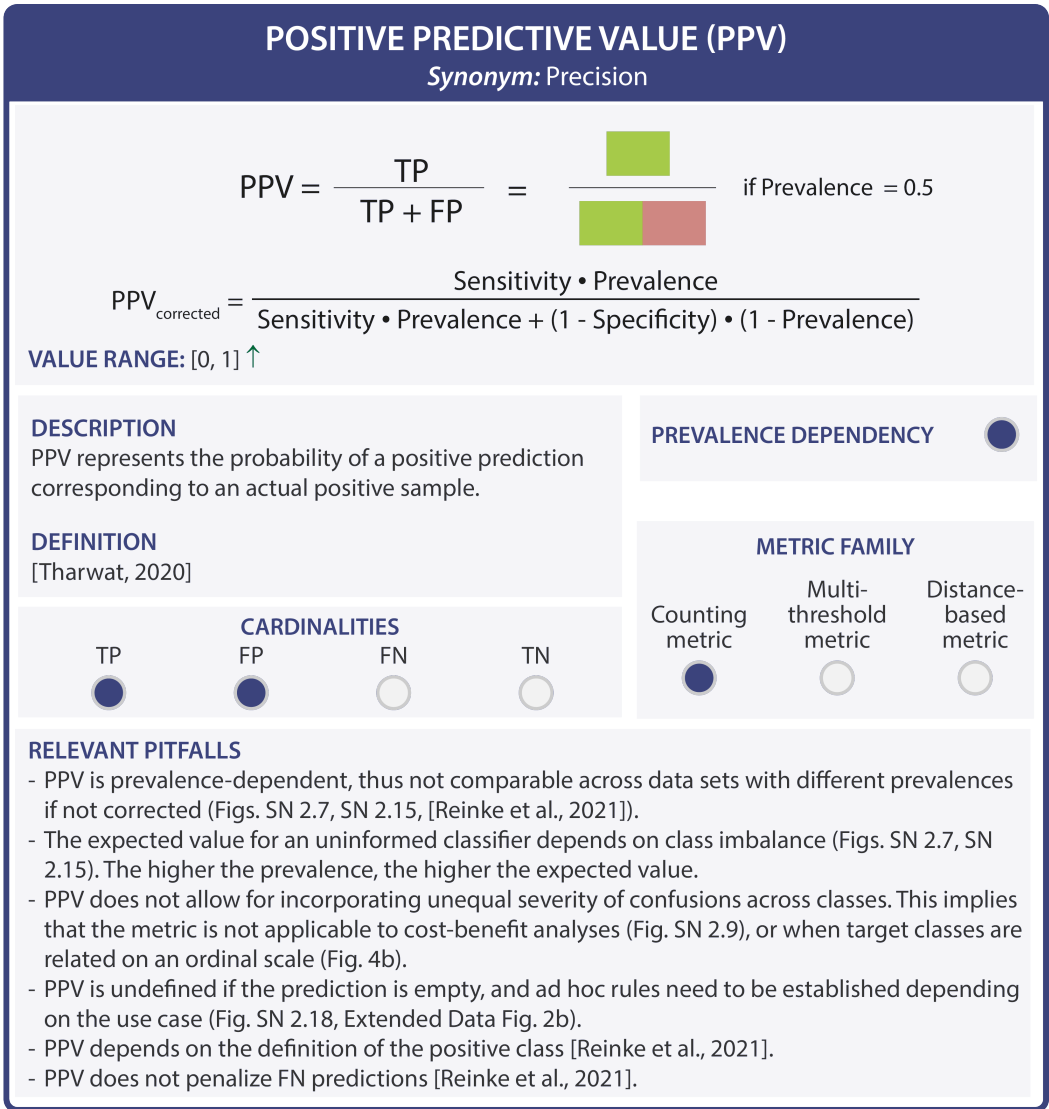 POSITIVE PREDICTIVE VALUE (PPV)
Synonym: Precision
PPV = TP / TP + FP = if Prevalence = 0.5
PPVcorrected = Sensitivity • Prevalence / Sensitivity • Prevalence + (1 - Specificity) • (1 - Prevalence)
VALUE RANGE: [0, 1] ↑
DESCRIPTION
PPV represents the probability of a positive prediction
corresponding to an actual positive sample.
DEFINITION
[Tharwat, 2020]
PREVALENCE DEPENDENCY
CARDINALITIES
TP FP FN TN
METRIC FAMILY
Counting
metric
Multi-
threshold
metric
Distance-
based
metric
RELEVANT PITFALLS
- PPV is prevalence-dependent, thus not comparable across data sets with different prevalences
if not corrected (Figs. SN 2.7, SN 2.15, [Reinke et al., 2021]).
- The expected value for an uninformed classifier depends on class imbalance (Figs. SN 2.7, SN
2.15). The higher the prevalence, the higher the expected value.
- PPV does not allow for incorporating unequal severity of confusions across classes. This implies
that the metric is not applicable to cost-benefit analyses (Fig. SN 2.9), or when target classes are
related on an ordinal scale (Fig. 4b).
- PPV is undefined if the prediction is empty, and ad hoc rules need to be established depending
on the use case (Fig. SN 2.18, Extended Data Fig. 2b).
- PPV depends on the definition of the positive class [Reinke et al., 2021].
- PPV does not penalize FN predictions [Reinke et al., 2021].